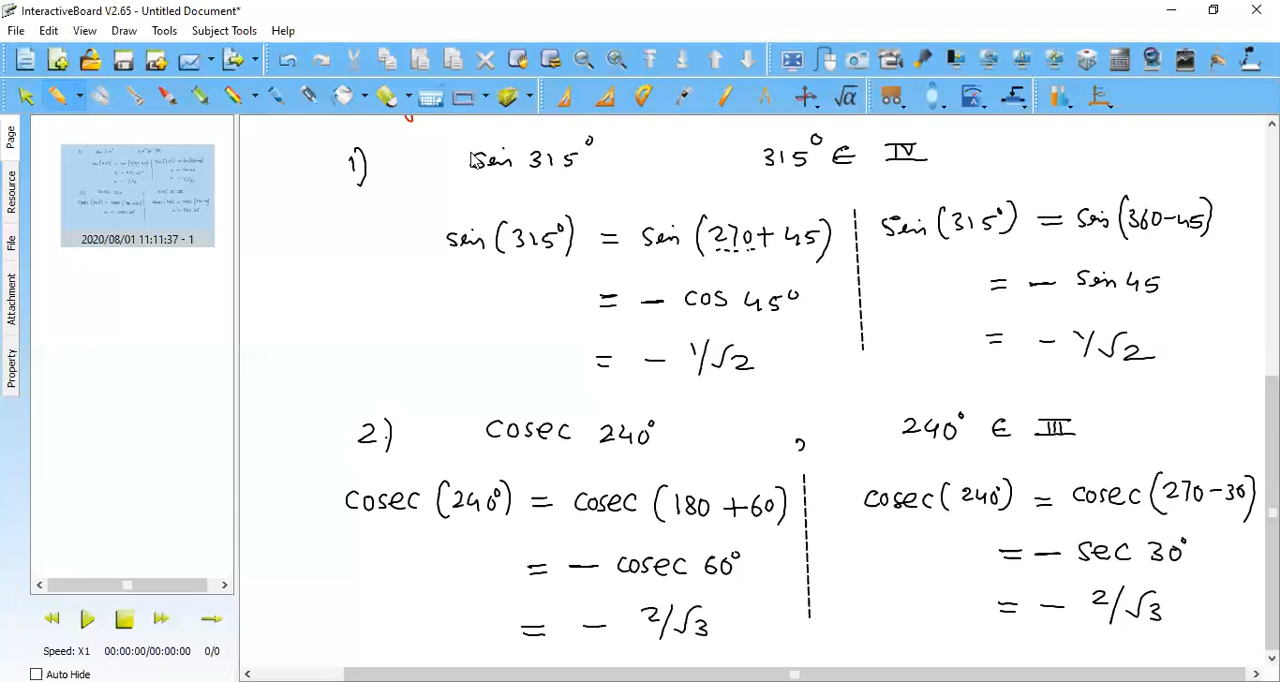 InteractiveBoard V2.65 - Untitled Document*
File Edit View Draw Tools Subject Tools Help
Page
Resource
File
Attachment
Property
2020/08/01 11:11:37 - 1
Speed: X1 00:00:00/00:00:00 0/0
Auto Hide
1) sin 315° 315° ∈ IV
sin (315°) = sin (270+45)
= - cos 45°
= - 1/√2
sin (315°) = sin (360-45)
= - sin 45
= - 1/√2
2.) cosec 240° , 240° ∈ III
cosec (240°) = cosec (180 +60)
= - cosec 60°
= - 2/√3
cosec (240°) = cosec (270-30)
= - sec 30°
= - 2/√3